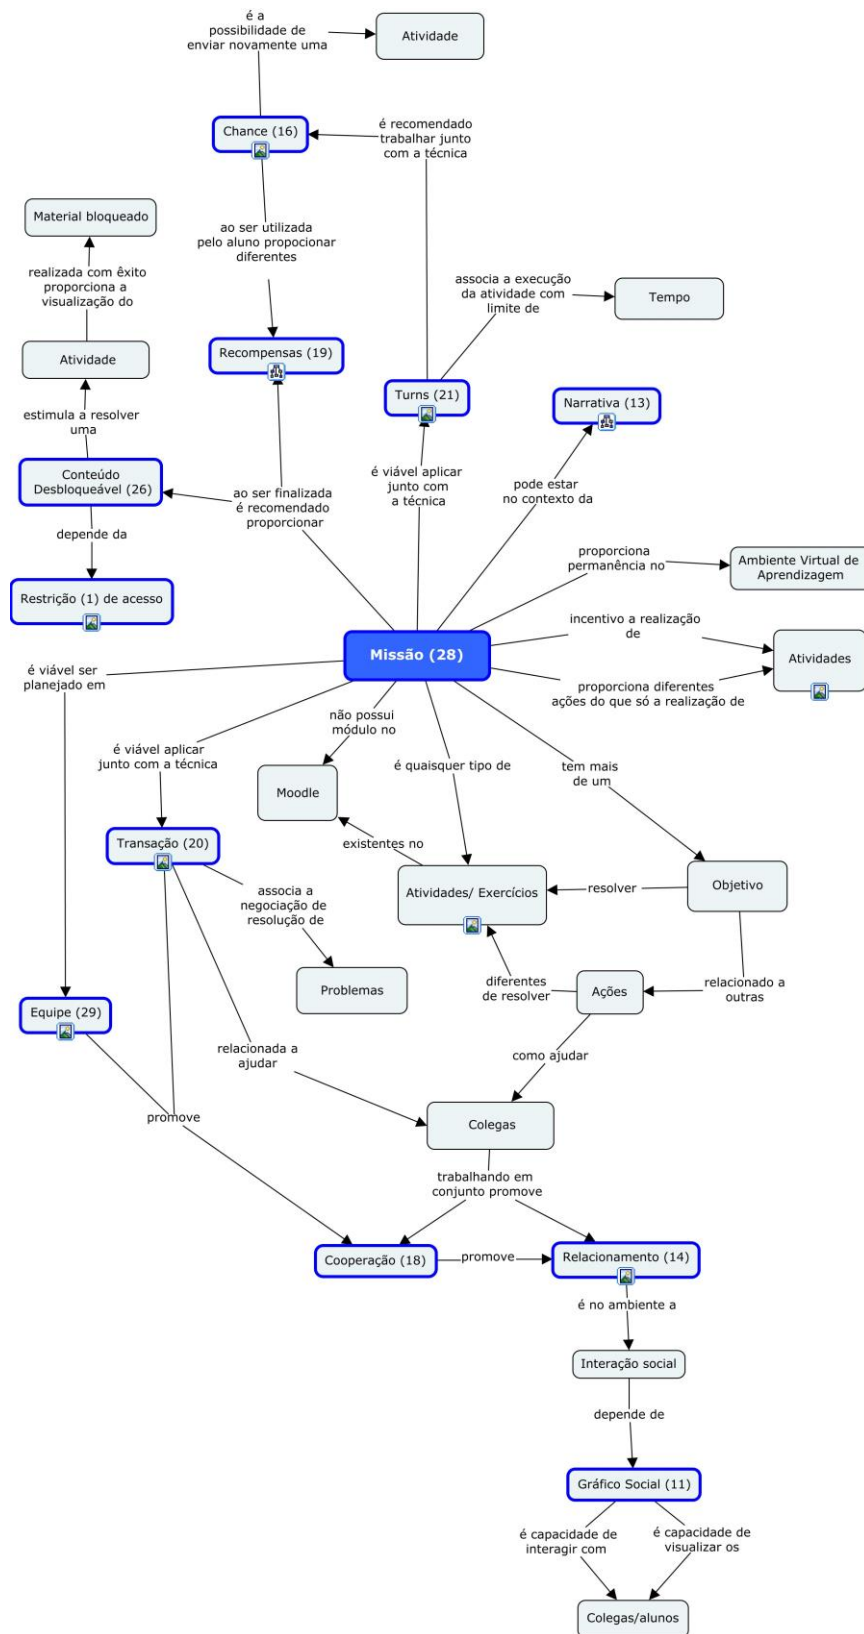 é a
possibilidade de
enviar novamente uma
Atividade
Chance (16)
é recomendado
trabalhar junto
com a técnica
Material bloqueado
ao ser utilizada
pelo aluno propocionar
diferentes
realizada com êxito
proporciona a
visualização do
associa a execução
da atividade com
limite de
Tempo
Atividade
Recompensas (19)
Turns (21)
Narrativa (13)
estimula a resolver
uma
Conteúdo
Desbloqueável (26)
ao ser finalizada
é recomendado
proporcionar
é viável aplicar
junto com
a técnica
pode estar
no contexto da
depende da
Restrição (1) de acesso
proporciona
permanência no
Ambiente Virtual de
Aprendizagem
incentivo a realização
de
Missão (28)
Atividades
é viável ser
planejado em
proporciona diferentes
ações do que só a realização de
não possui
módulo no
é viável aplicar
junto com a técnica
é quaisquer tipo de
tem mais
de um
Moodle
Transação (20)
existentes no
associa a
negociação de
resolução de
Atividades/ Exercícios
resolver
Objetivo
Problemas
diferentes
de resolver
Ações
relacionado a
outras
Equipe (29)
relacionada a
ajudar
como ajudar
promove
Colegas
trabalhando em
conjunto promove
Cooperação (18)
promove
Relacionamento (14)
é no ambiente a
Interação social
depende de
Gráfico Social (11)
é capacidade de
interagir com
é capacidade de
visualizar os
Colegas/alunos